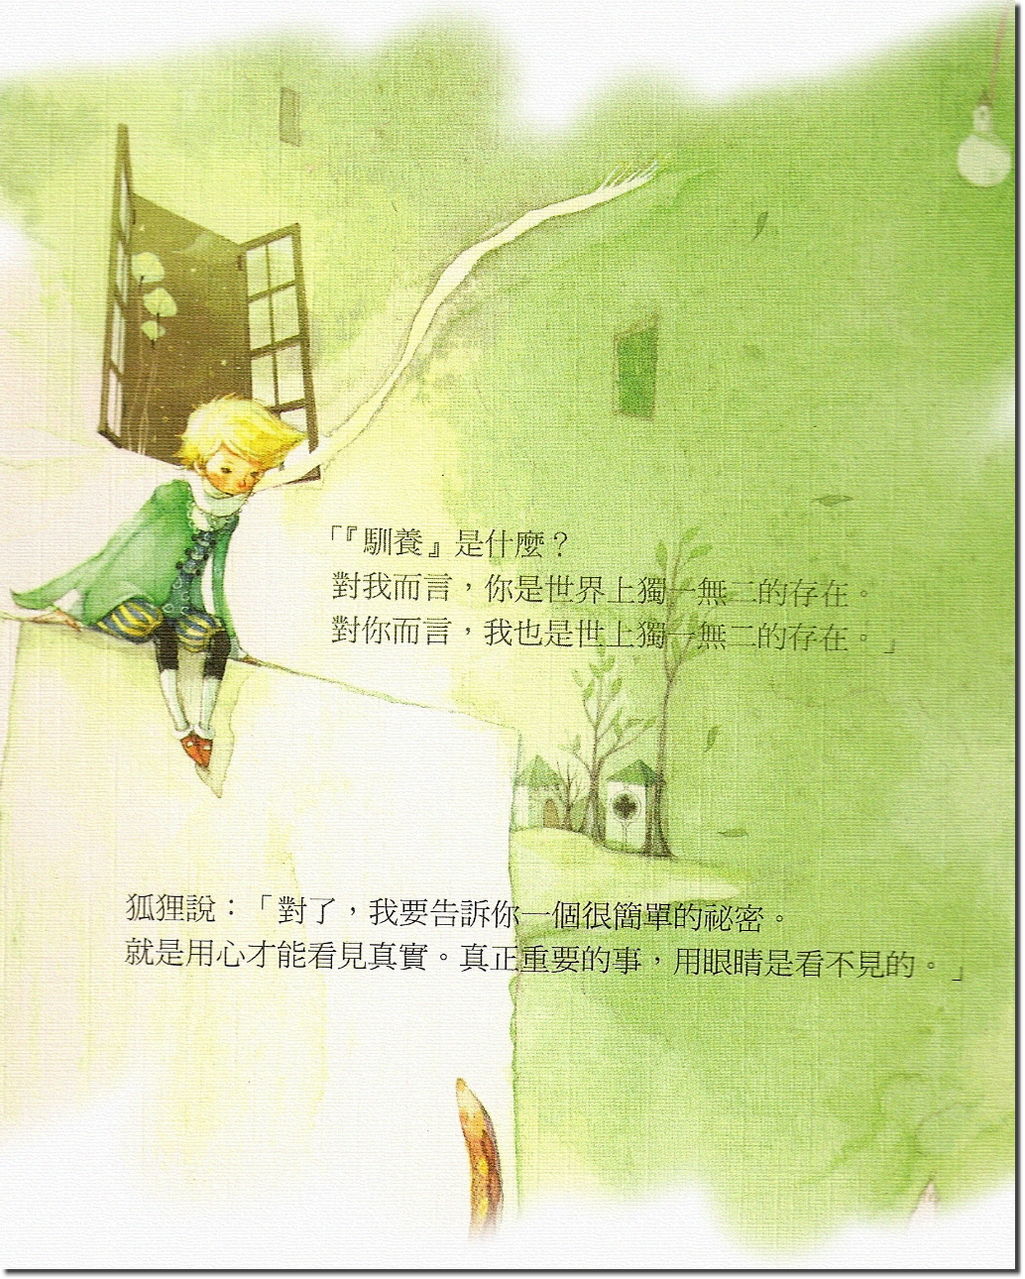 「『馴養』是什麼？
對我而言，你是世界上獨一無二的存在。
對你而言，我也是世上獨一無二的存在。」
狐狸說：「對了，我要告訴你一個很簡單的祕密。
就是用心才能看見真實。真正重要的事，用眼睛是看不見的。」